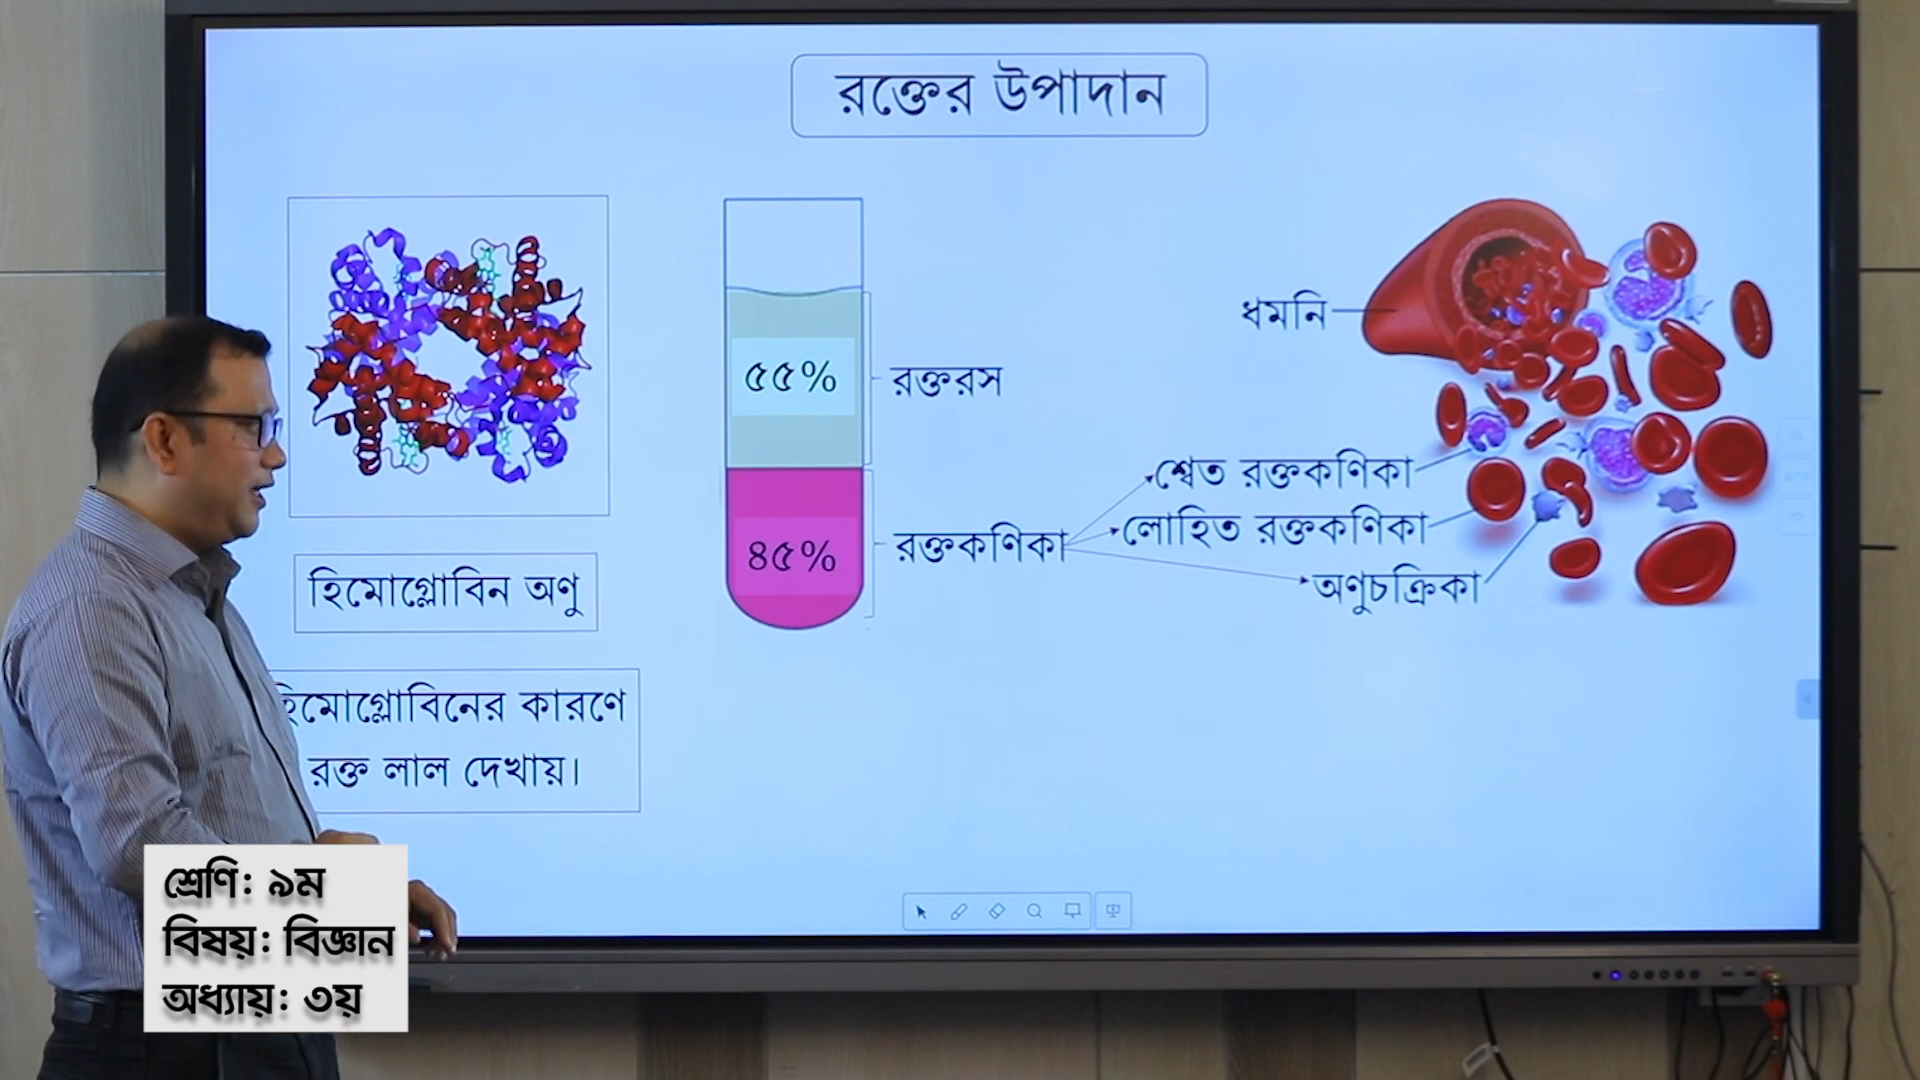 রক্তের উপাদান
৫৫%
রক্তরস
৪৫%
রক্তকণিকা
ধমনি
শ্বেত রক্তকণিকা
লোহিত রক্তকণিকা
অণুচক্রিকা
হিমোগ্লোবিন অণু
হিমোগ্লোবিনের কারণে
রক্ত লাল দেখায়।
শ্রেণি: ৯ম
বিষয়: বিজ্ঞান
অধ্যায়: ৩য়